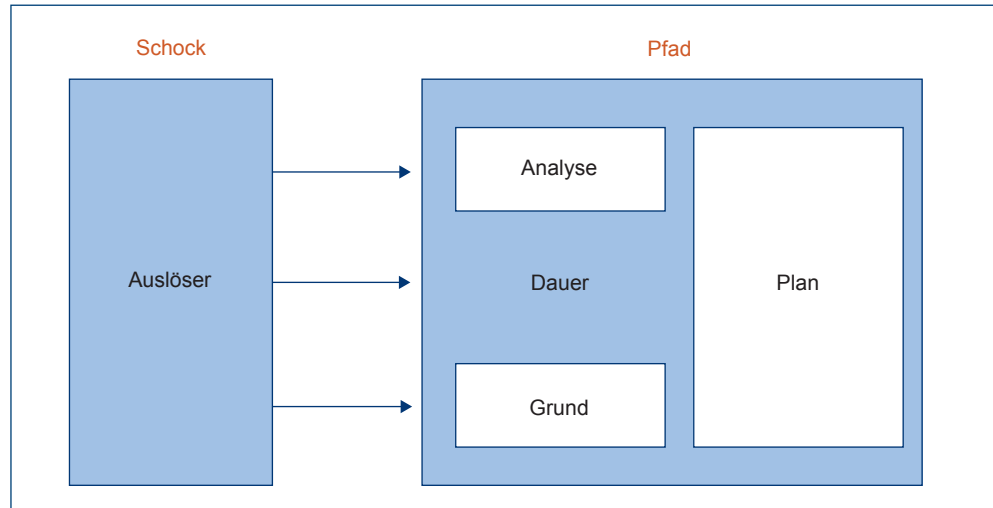 Schock
Pfad
Analyse
Auslöser
Dauer
Plan
Grund